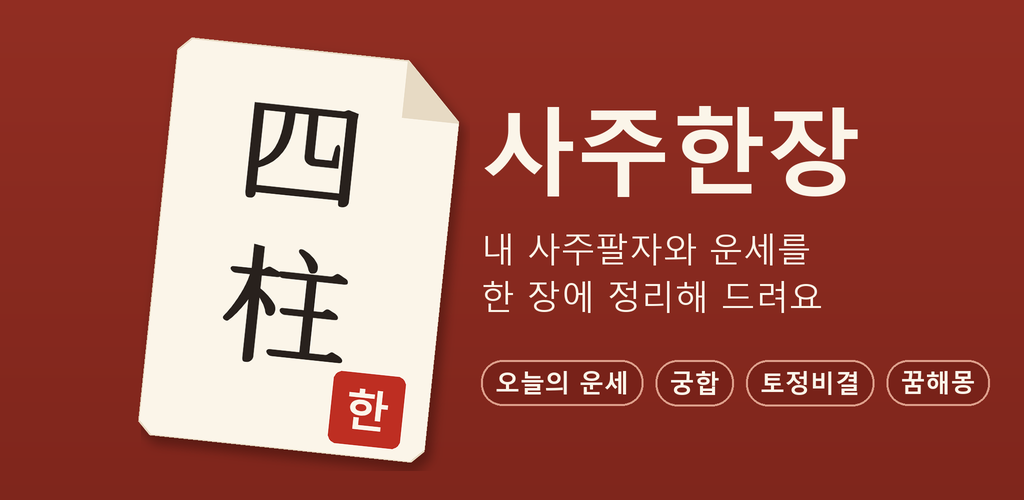 四
柱
한
사주한장
내 사주팔자와 운세를
한 장에 정리해 드려요
오늘의 운세 궁합 토정비결 꿈해몽